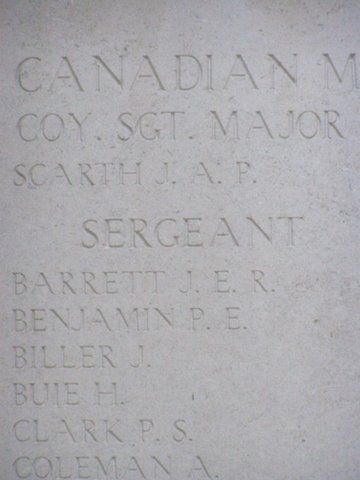 CANADIAN M
COY. SGT. MAJOR
SCARTH J. A. P.
SERGEANT
BARRETT J. E. R.
BENJAMIN P. E.
BILLER J.
BUIE H.
CLARK P. S.
COLEMAN A.